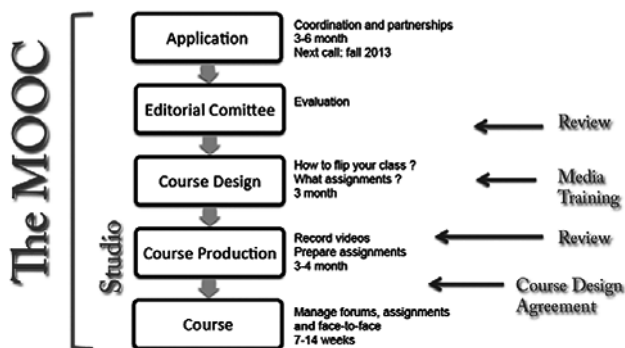 The MOOC
Studio
Application
Coordination and partnerships
3-6 month
Next call: fall 2013
Editorial Comittee
Evaluation
Review
Course Design
How to flip your class ?
What assignments ?
3 month
Media
Training
Course Production
Record videos
Prepare assignments
3-4 month
Review
Course Design
Agreement
Course
Manage forums, assignments
and face-to-face
7-14 weeks